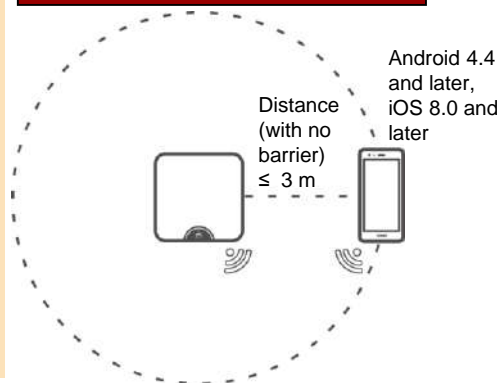 Android 4.4
and later,
iOS 8.0 and
later
Distance
(with no
barrier)
≤ 3 m